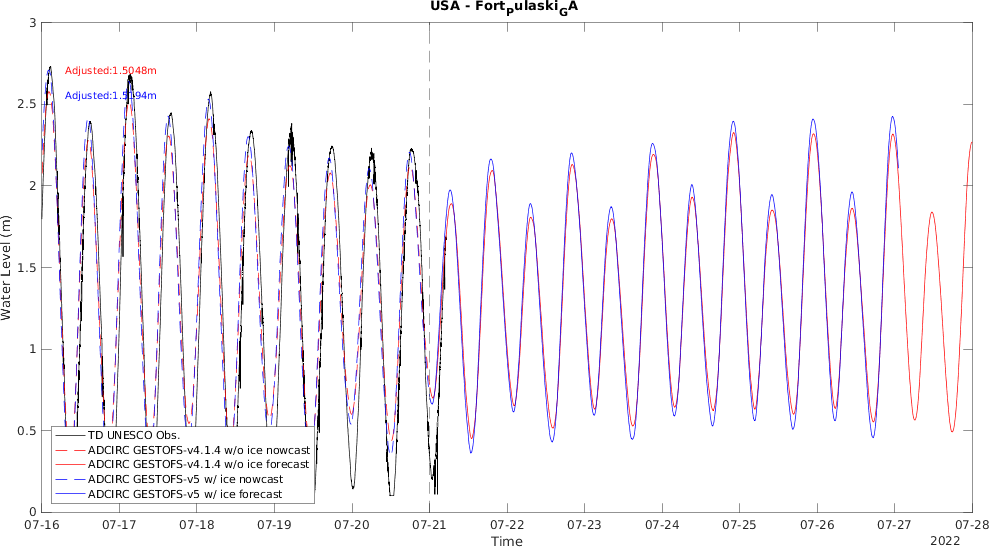 USA - FortPulaskiGA
Adjusted:1.5048m
3
2.5
2
1.5
1
0.5
0
Water Level (m)
TD UNESCO Obs.
ADCIRC GESTOFS-v4.1.4 w/o ice nowcast
ADCIRC GESTOFS-v4.1.4 w/o ice forecast
ADCIRC GESTOFS-v5 w/ ice nowcast
ADCIRC GESTOFS-v5 w/ ice forecast
07-16 07-17 07-18 07-19 07-20 07-21 07-22 07-23 07-24 07-25 07-26 07-27 07-28
Time
2022